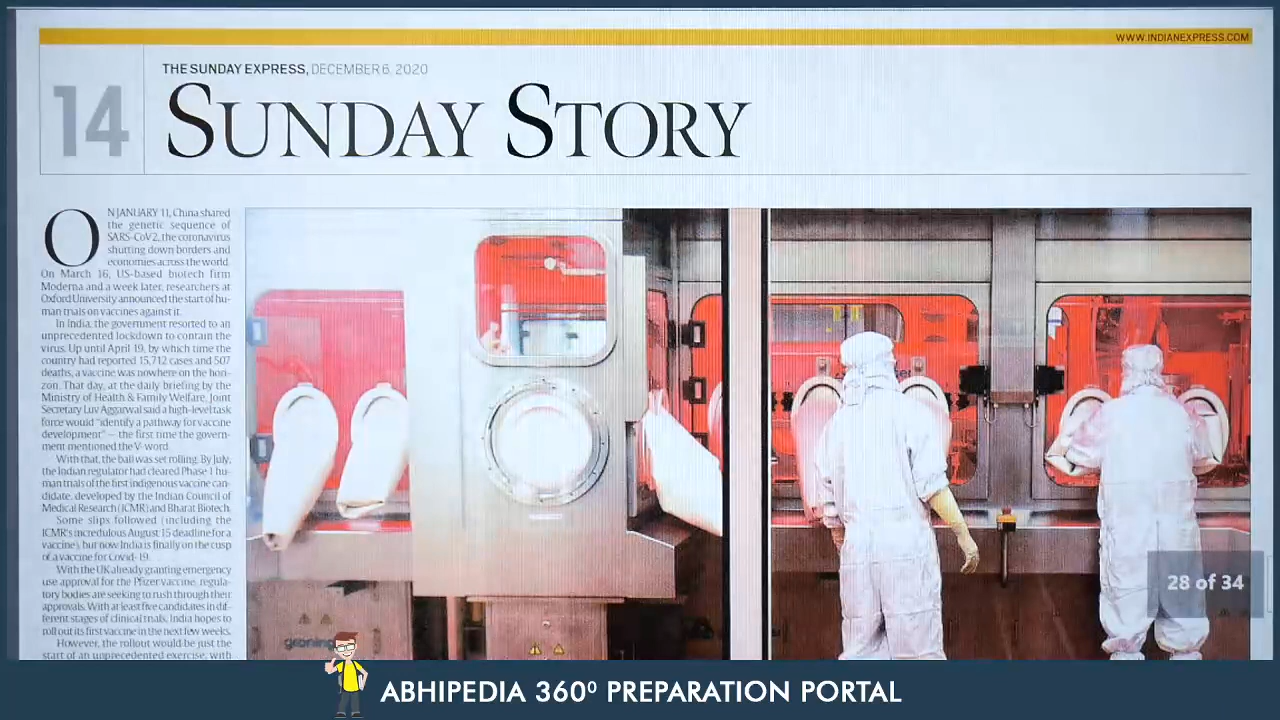 WWW.INDIANEXPRESS.COM
14
THE SUNDAY EXPRESS, DECEMBER 6, 2020
SUNDAY STORY
ON JANUARY 11, China shared
the genetic sequence of
SARS-CoV2, the coronavirus
shutting down borders and
economies across the world.
On March 16, US-based biotech firm
Moderna and a week later, researchers at
Oxford University announced the start of hu-
man trials on vaccines against it.
In India, the government resorted to an
unprecedented lockdown to contain the
virus. Up until April 19, by which time the
country had reported 15,712 cases and 507
deaths, a vaccine was nowhere on the hori-
zon. That day, at the daily briefing by the
Ministry of Health & Family Welfare, Joint
Secretary Luv Aggarwal said a high-level task
force would "identify a pathway for vaccine
development" — the first time the govern-
ment mentioned the V-word.
With that, the ball was set rolling. By July,
the Indian regulator had cleared Phase 1 hu-
man trials of the first indigenous vaccine can-
didate, developed by the Indian Council of
Medical Research (ICMR) and Bharat Biotech.
Some slips followed (including the
ICMR's incredulous August 15 deadline for a
vaccine), but now India is finally on the cusp
of a vaccine for Covid-19.
With the UK already granting emergency
use approval for the Pfizer vaccine, regula-
tory bodies are seeking to rush through their
approvals. With at least five candidates in dif-
ferent stages of clinical trials, India hopes to
roll out its first vaccine in the next few weeks.
However, the rollout would be just the
start of an unprecedented exercise, with
groninger
28 of 34
ABHIPEDIA 360⁰ PREPARATION PORTAL